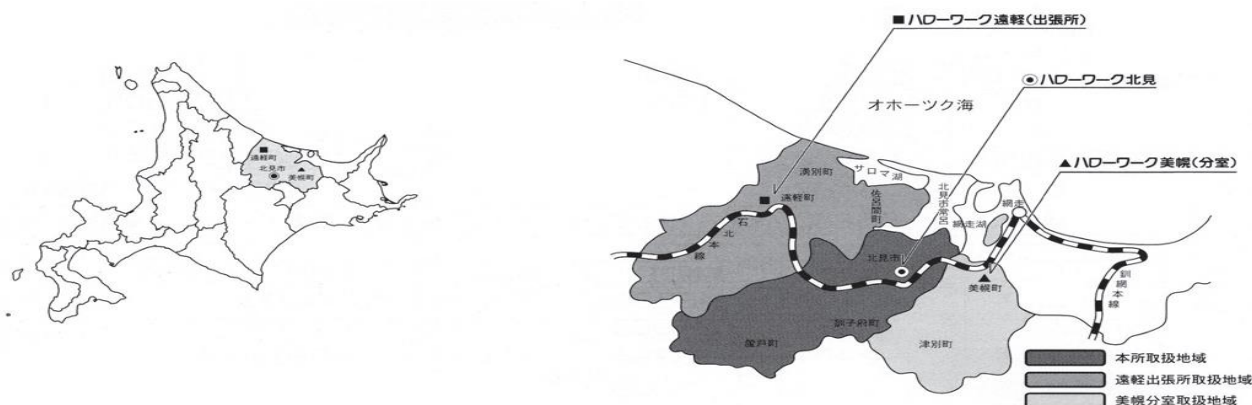 遠軽町
北見市
美幌町
■ハローワーク遠軽(出張所)
◉ハローワーク北見
▲ハローワーク美幌(分室)
オホーツク海
湧別町
サロマ湖
遠軽町
佐呂間町
北見市常呂
網走湖
網走
石北本線
北見市
美幌町
釧網本線
訓子府町
置戸町
津別町
本所取扱地域
遠軽出張所取扱地域
美幌分室取扱地域